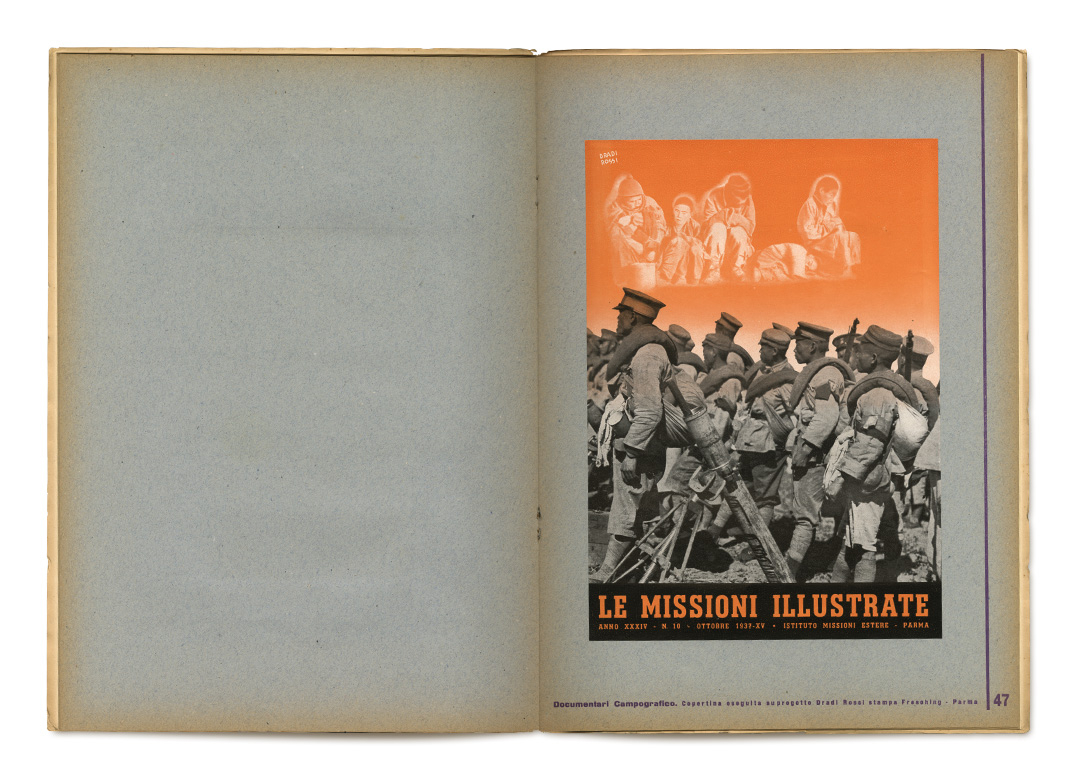 DRADI
ROSSI
LE MISSIONI ILLUSTRATE
ANNO XXXIV - N. 10 - OTTOBRE 1937-XV • ISTITUTO MISSIONI ESTERE - PARMA
Documentari Campografico. Copertina eseguita su progetto Dradi Rossi stampa Fresching - Parma
47